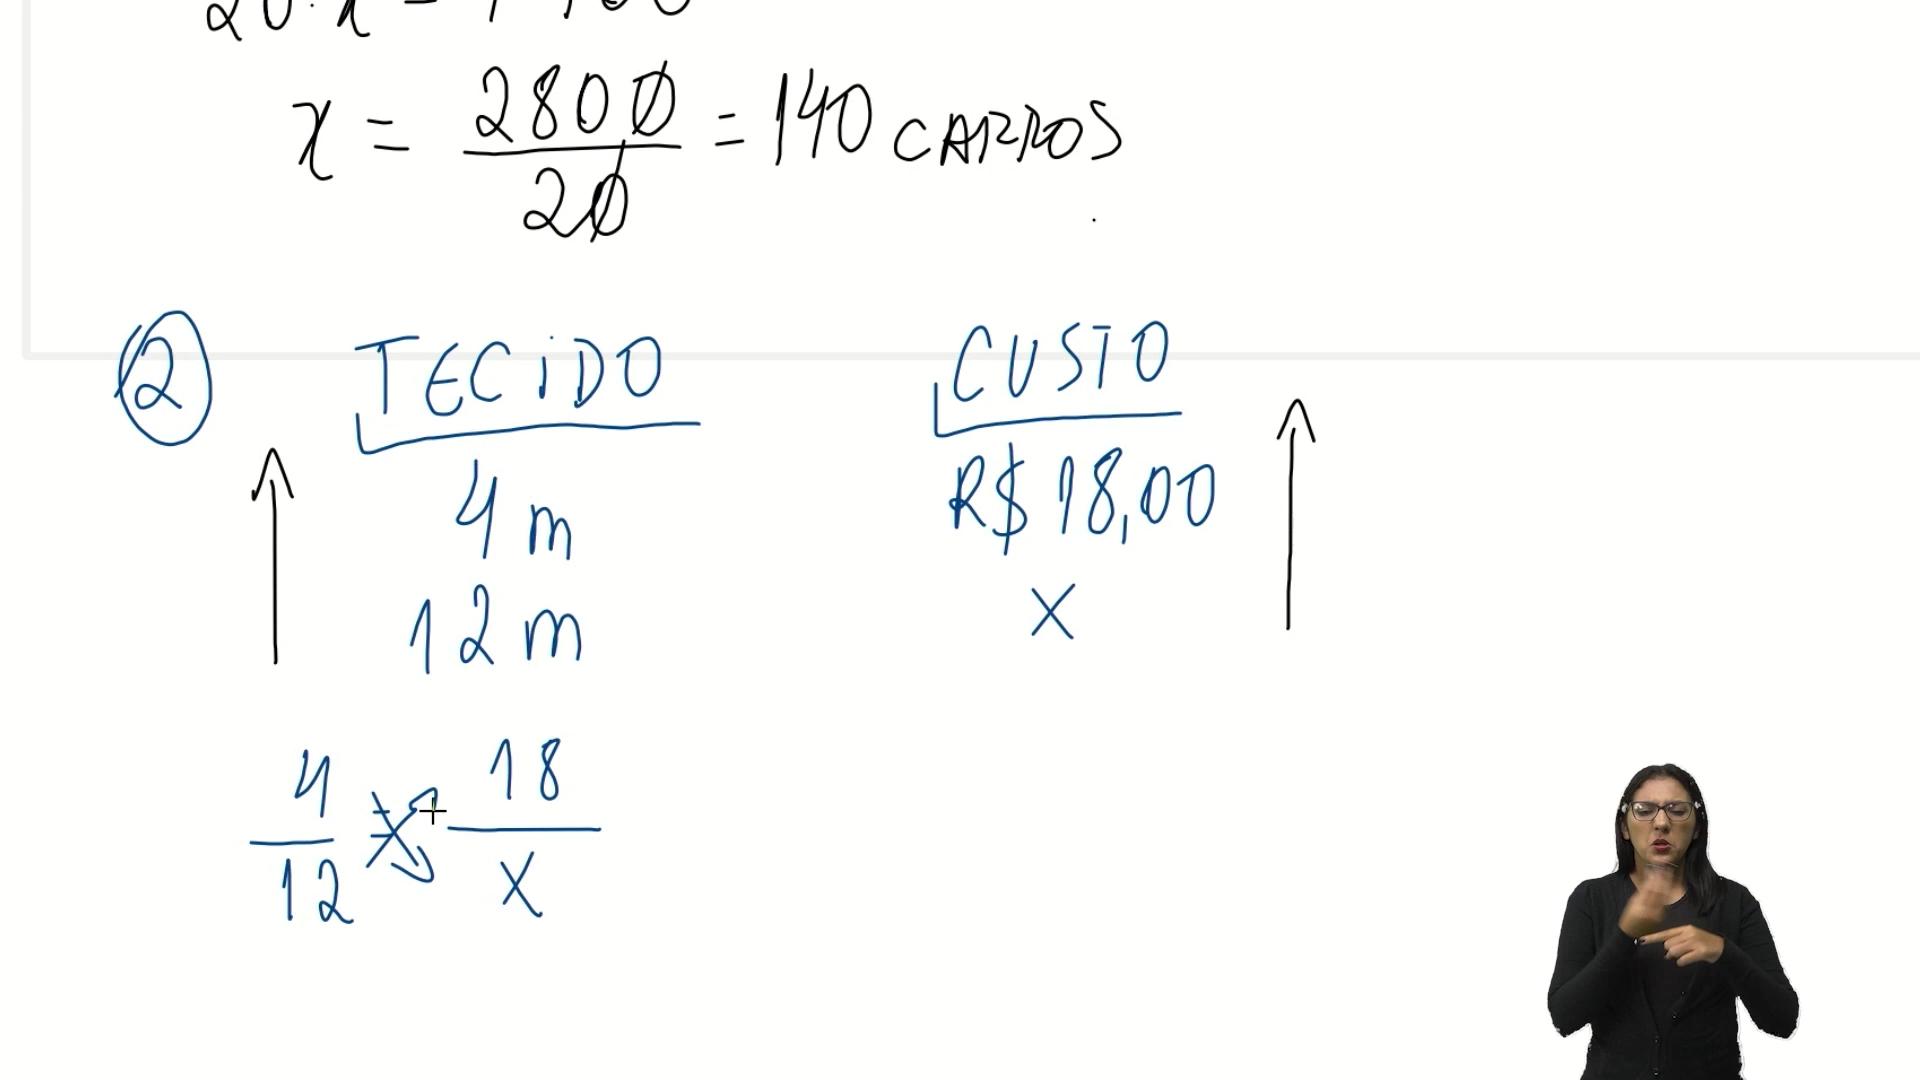 x = 2800/20 = 140 CARROS
2 TECIDO CUSTO
4 m R$ 18,00
12 m X
4/12 = 18/X